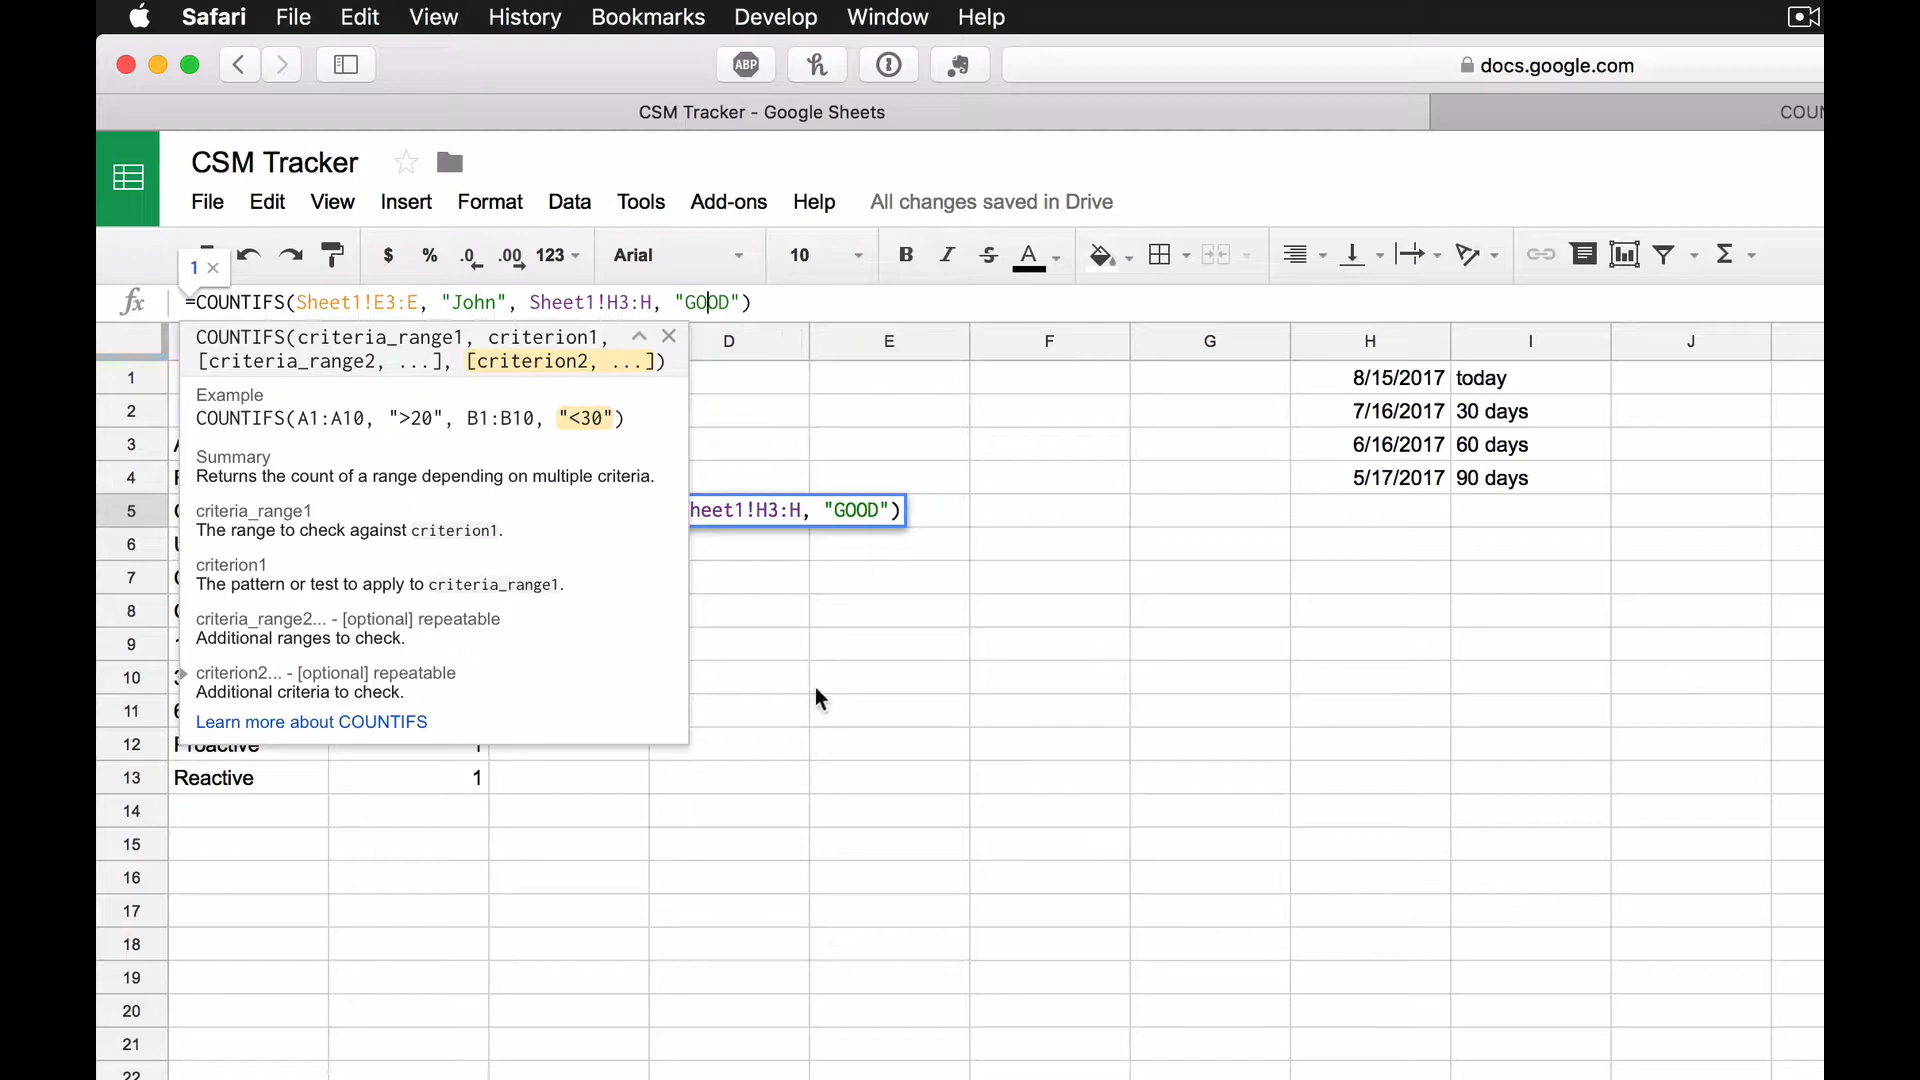 Safari File Edit View History Bookmarks Develop Window Help
ABP docs.google.com
CSM Tracker - Google Sheets
CSM Tracker
File Edit View Insert Format Data Tools Add-ons Help All changes saved in Drive
$ % .0 .00 123 Arial 10 B I S A Σ
1 ×
fx =COUNTIFS(Sheet1!E3:E, "John", Sheet1!H3:H, "GOOD")
COUNTIFS(criteria_range1, criterion1,
[criteria_range2, ...], [criterion2, ...])
Example
COUNTIFS(A1:A10, ">20", B1:B10, "<30")
Summary
Returns the count of a range depending on multiple criteria.
criteria_range1
The range to check against criterion1.
criterion1
The pattern or test to apply to criteria_range1.
criteria_range2... - [optional] repeatable
Additional ranges to check.
criterion2... - [optional] repeatable
Additional criteria to check.
Learn more about COUNTIFS
D E F G H I J
1 8/15/2017 today
2 7/16/2017 30 days
3 6/16/2017 60 days
4 5/17/2017 90 days
5 heet1!H3:H, "GOOD")
6
7
8
9
10
11
12 Proactive 1
13 Reactive 1
14
15
16
17
18
19
20
21
22